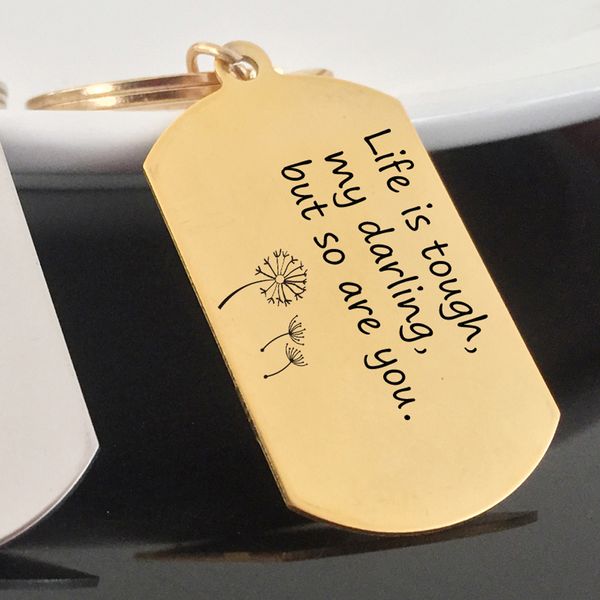 Life is tough,
my darling,
but so are you.